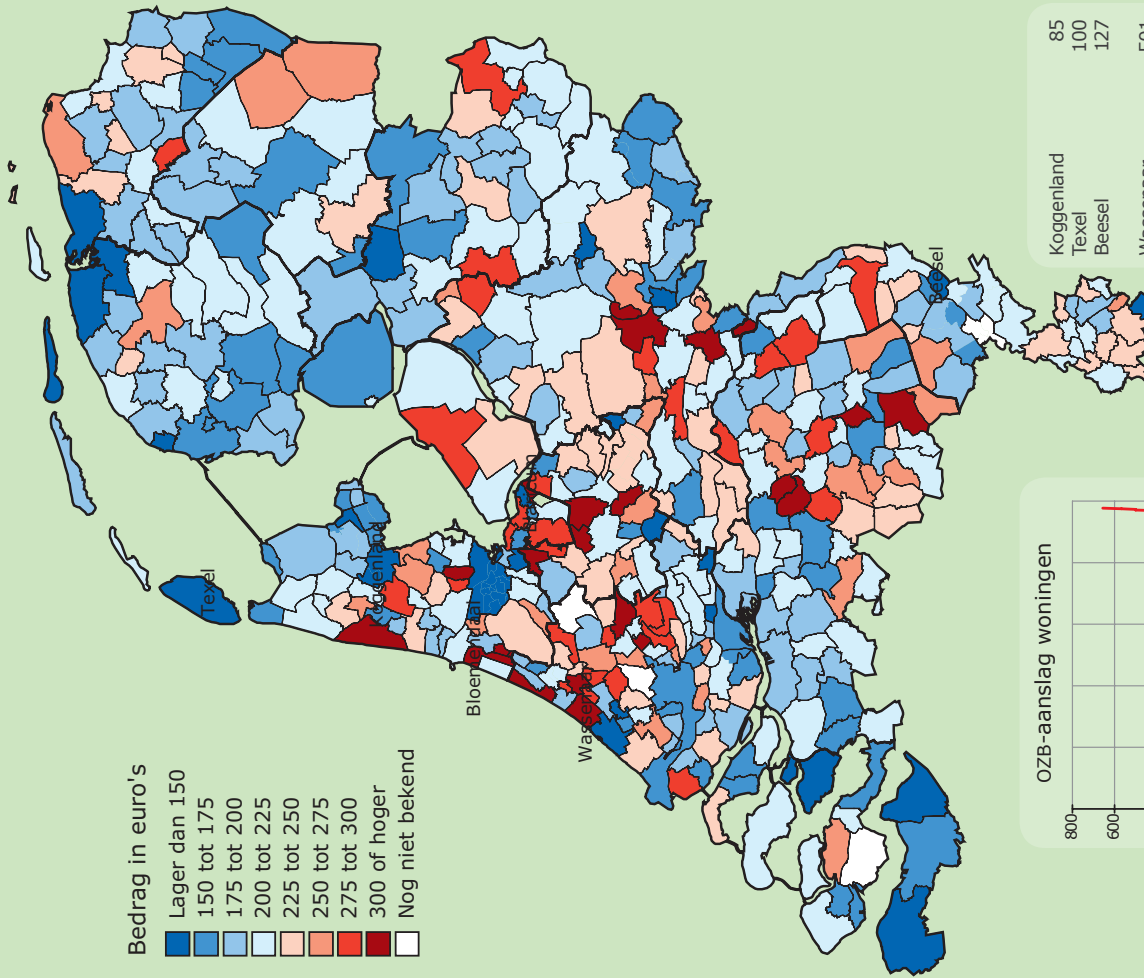 Bedrag in euro's
Lager dan 150
150 tot 175
175 tot 200
200 tot 225
225 tot 250
250 tot 275
275 tot 300
300 of hoger
Nog niet bekend
Texel
Koggenland
Bloemendaal
Wassenaar
Blaricum
Beesel
Koggenland 85
Texel 100
Beesel 127
OZB-aanslag woningen
800
600